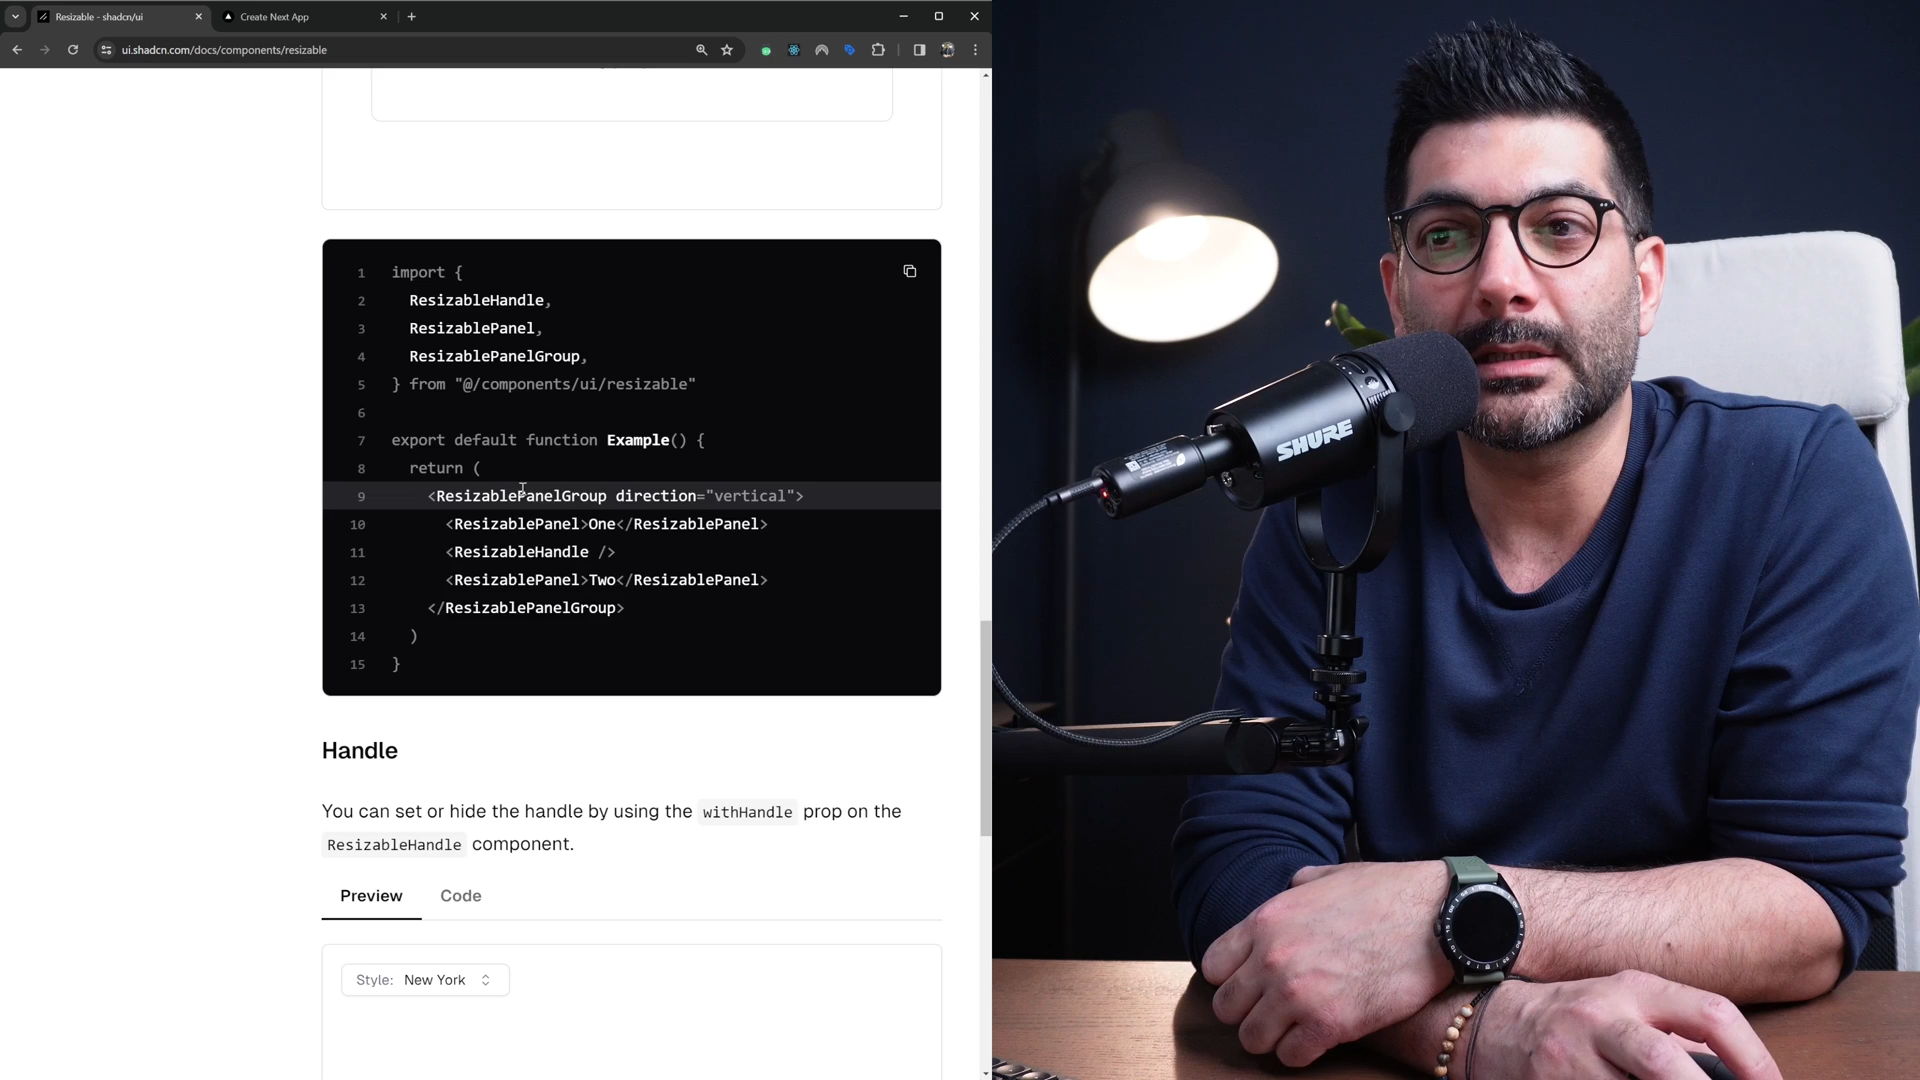 Resizable - shadcn/ui
Create Next App
ui.shadcn.com/docs/components/resizable
1 import {
2 ResizableHandle,
3 ResizablePanel,
4 ResizablePanelGroup,
5 } from "@/components/ui/resizable"
6
7 export default function Example() {
8 return (
9 <ResizablePanelGroup direction="vertical">
10 <ResizablePanel>One</ResizablePanel>
11 <ResizableHandle />
12 <ResizablePanel>Two</ResizablePanel>
13 </ResizablePanelGroup>
14 )
15 }
Handle
You can set or hide the handle by using the withHandle prop on the
ResizableHandle component.
Preview Code
Style: New York
SHURE